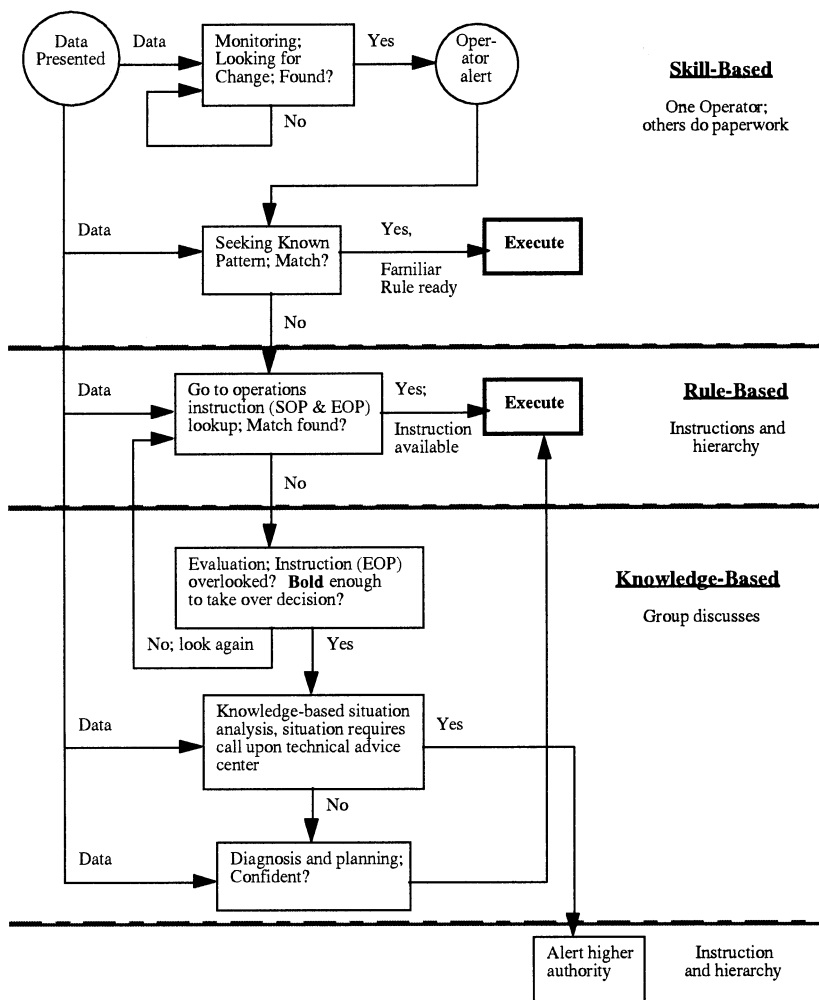 Data
Presented
Data
Monitoring;
Looking for
Change; Found?
Yes
Oper-
ator
alert
Skill-Based
One Operator;
others do paperwork
No
Data
Seeking Known
Pattern; Match?
Yes,
Familiar
Rule ready
Execute
No
Data
Go to operations
instruction (SOP & EOP)
lookup; Match found?
Yes;
Instruction
available
Execute
Rule-Based
Instructions and
hierarchy
No
Evaluation; Instruction (EOP)
overlooked? Bold enough
to take over decision?
Knowledge-Based
Group discusses
No; look again
Yes
Data
Knowledge-based situation
analysis, situation requires
call upon technical advice
center
Yes
No
Data
Diagnosis and planning;
Confident?
Alert higher
authority
Instruction
and hierarchy